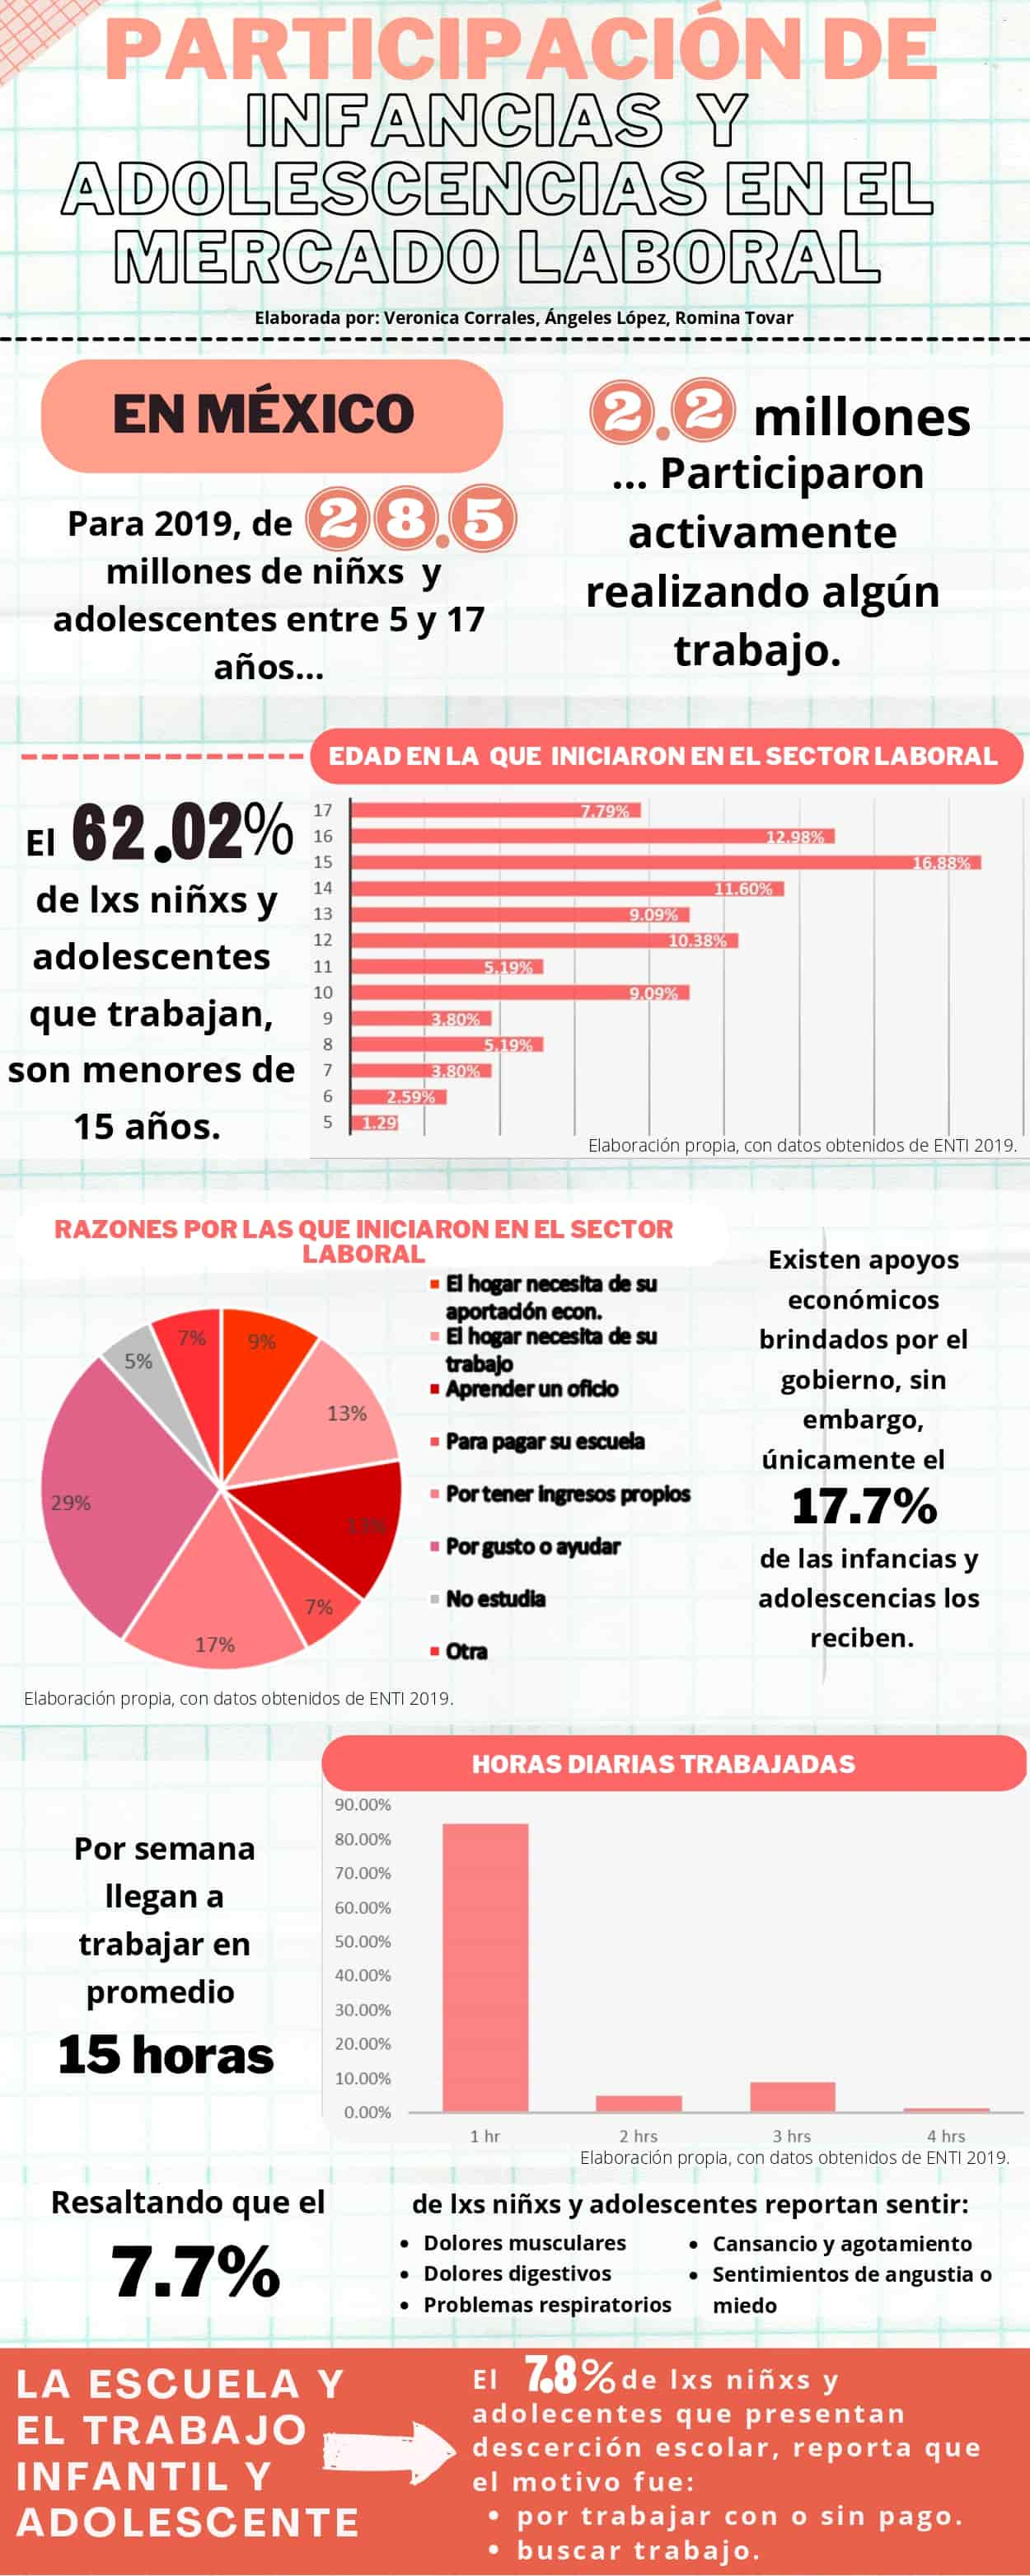 PARTICIPACIÓN DE
INFANCIAS Y
ADOLESCENCIAS EN EL
MERCADO LABORAL
Elaborada por: Veronica Corrales, Ángeles López, Romina Tovar
EN MÉXICO
Para 2019, de 28.5
millones de niñxs y
adolescentes entre 5 y 17
años...
2.2 millones
... Participaron
activamente
realizando algún
trabajo.
EDAD EN LA QUE INICIARON EN EL SECTOR LABORAL
El 62.02%
de lxs niñxs y
adolescentes
que trabajan,
son menores de
15 años.
17 7.79%
16 12.98%
15 16.88%
14 11.60%
13 9.09%
12 10.38%
11 5.19%
10 9.09%
9 3.80%
8 5.19%
7 3.80%
6 2.59%
5 1.29
Elaboración propia, con datos obtenidos de ENTI 2019.
RAZONES POR LAS QUE INICIARON EN EL SECTOR
LABORAL
9%
13%
13%
7%
17%
29%
5%
7%
El hogar necesita de su
aportación econ.
El hogar necesita de su
trabajo
Aprender un oficio
Para pagar su escuela
Por tener ingresos propios
Por gusto o ayudar
No estudia
Otra
Elaboración propia, con datos obtenidos de ENTI 2019.
Existen apoyos
económicos
brindados por el
gobierno, sin
embargo,
únicamente el
17.7%
de las infancias y
adolescencias los
reciben.
HORAS DIARIAS TRABAJADAS
Por semana
llegan a
trabajar en
promedio
15 horas
90.00%
80.00%
70.00%
60.00%
50.00%
40.00%
30.00%
20.00%
10.00%
0.00%
1 hr 2 hrs 3 hrs 4 hrs
Elaboración propia, con datos obtenidos de ENTI 2019.
Resaltando que el
7.7%
de lxs niñxs y adolescentes reportan sentir:
• Dolores musculares
• Dolores digestivos
• Problemas respiratorios
• Cansancio y agotamiento
• Sentimientos de angustia o
miedo
LA ESCUELA Y
EL TRABAJO
INFANTIL Y
ADOLESCENTE
El 7.8% de lxs niñxs y
adolecentes que presentan
descerción escolar, reporta que
el motivo fue:
• por trabajar con o sin pago.
• buscar trabajo.